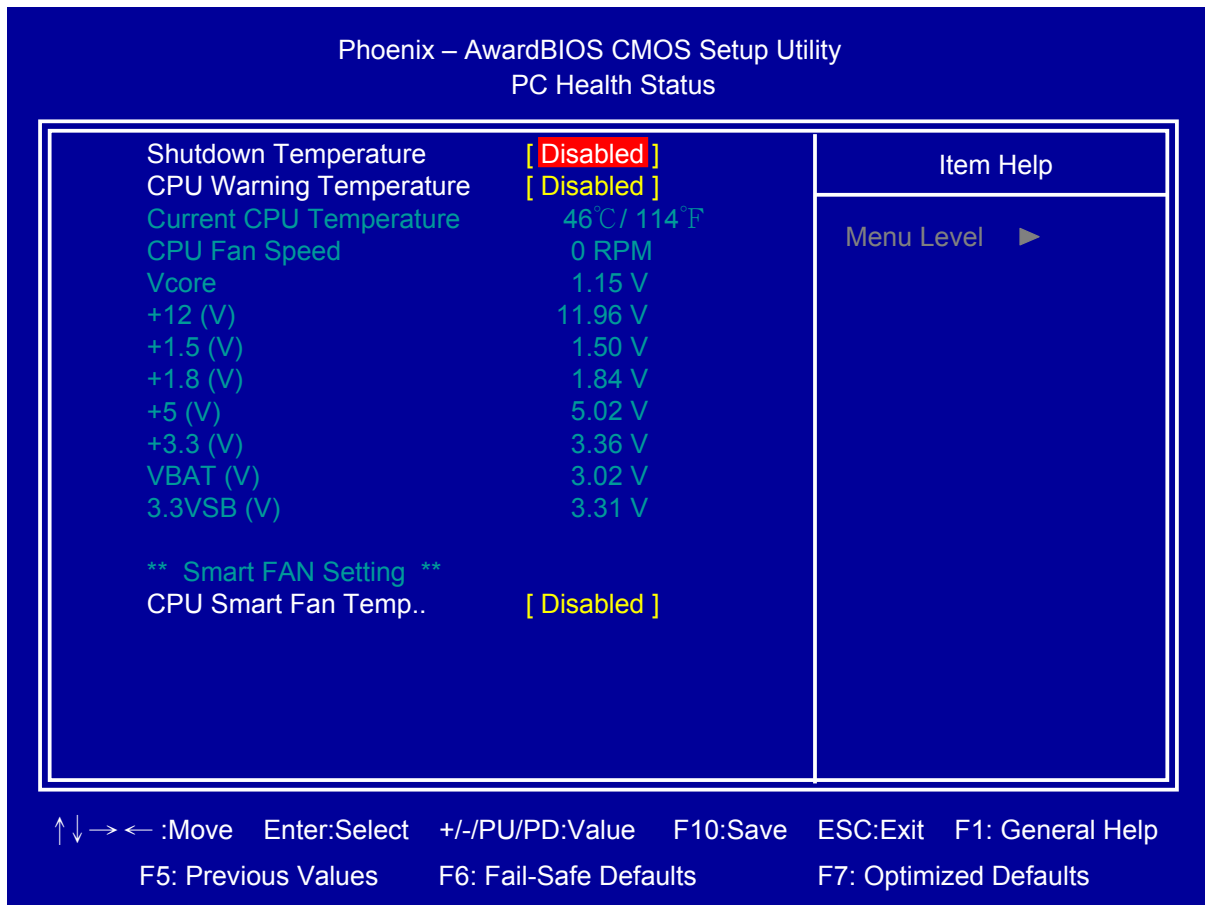 Phoenix – AwardBIOS CMOS Setup Utility
PC Health Status
Shutdown Temperature [ Disabled ]
CPU Warning Temperature [ Disabled ]
Current CPU Temperature 46℃/ 114℉
CPU Fan Speed 0 RPM
Vcore 1.15 V
+12 (V) 11.96 V
+1.5 (V) 1.50 V
+1.8 (V) 1.84 V
+5 (V) 5.02 V
+3.3 (V) 3.36 V
VBAT (V) 3.02 V
3.3VSB (V) 3.31 V
** Smart FAN Setting **
CPU Smart Fan Temp.. [ Disabled ]
Item Help
Menu Level ►
↑↓→← :Move Enter:Select +/-/PU/PD:Value F10:Save ESC:Exit F1: General Help
F5: Previous Values F6: Fail-Safe Defaults F7: Optimized Defaults